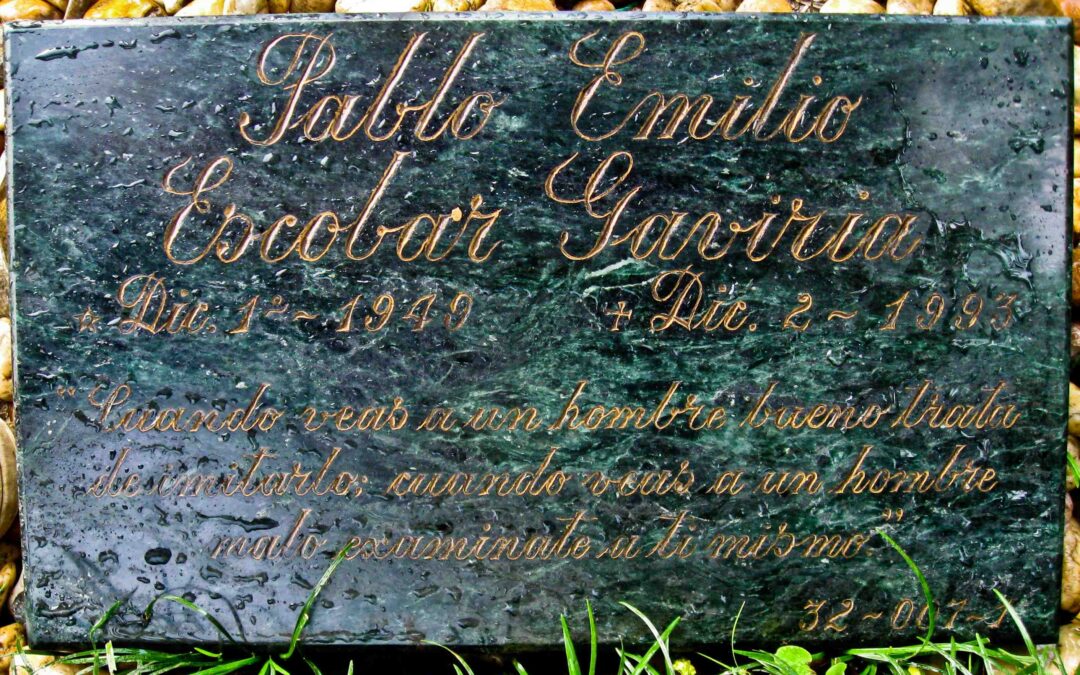 Pablo Emilio
Escobar Gaviria
☆ Dic. 1º ~ 1949 ✝ Dic. 2 ~ 1993
"Cuando veas a un hombre bueno trata
de imitarlo; cuando veas a un hombre
malo examinate a ti mismo."
32~001~1